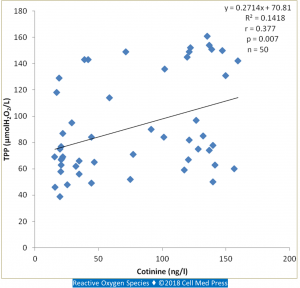 y = 0.2714x + 70.81
R² = 0.1418
r = 0.377
p = 0.007
n = 50
180
160
140
120
100
80
60
40
20
0
TPP (µmolH₂O₂/L)
0 50 100 150 200
Cotinine (ng/l)
Reactive Oxygen Species ♦ ©2018 Cell Med Press